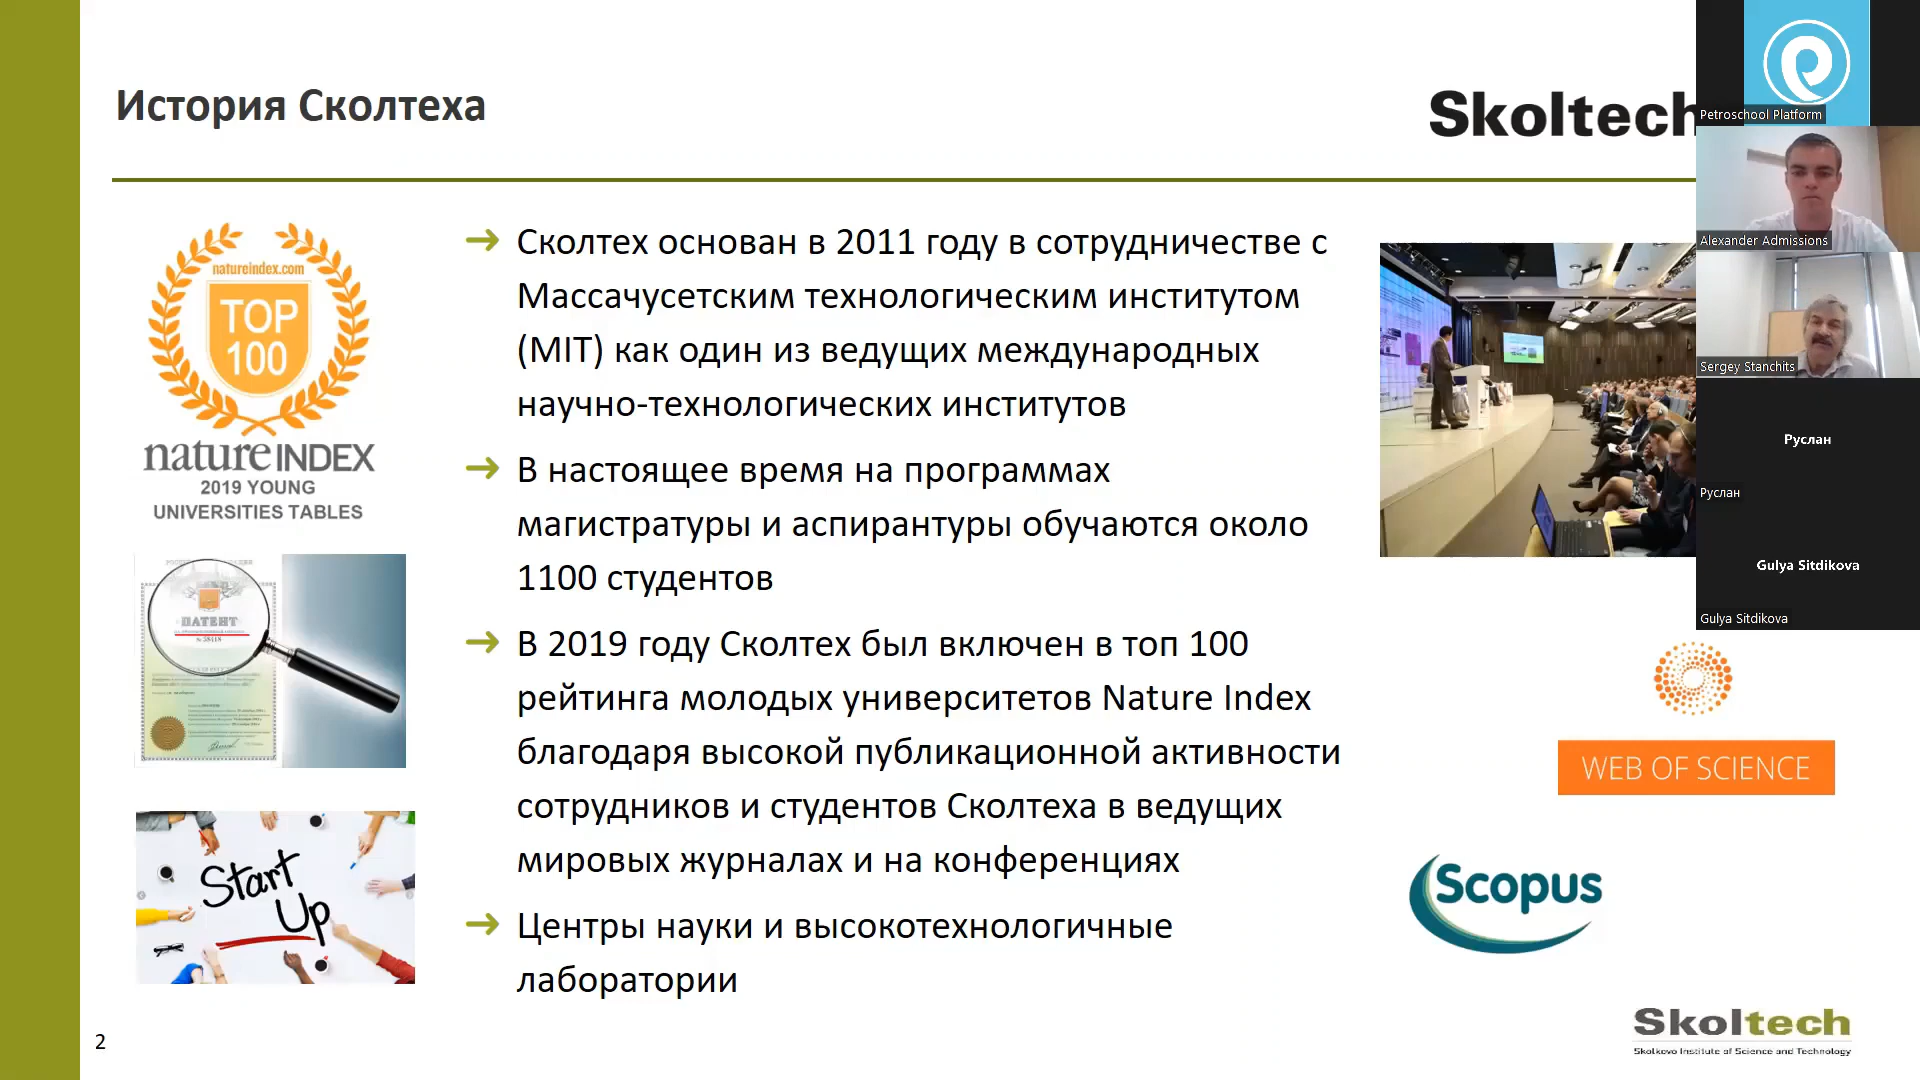 История Сколтеха
Skoltech
natureindex.com
TOP
100
natureINDEX
2019 YOUNG
UNIVERSITIES TABLES
ПАТЕНТ
Start
Up
Сколтех основан в 2011 году в сотрудничестве с
Массачусетским технологическим институтом
(MIT) как один из ведущих международных
научно-технологических институтов
В настоящее время на программах
магистратуры и аспирантуры обучаются около
1100 студентов
В 2019 году Сколтех был включен в топ 100
рейтинга молодых университетов Nature Index
благодаря высокой публикационной активности
сотрудников и студентов Сколтеха в ведущих
мировых журналах и на конференциях
Центры науки и высокотехнологичные
лаборатории
Petroschool Platform
Alexander Admissions
Sergey Stanchits
Руслан
Руслан
Gulya Sitdikova
Gulya Sitdikova
WEB OF SCIENCE
Scopus
Skoltech
Skolkovo Institute of Science and Technology
2